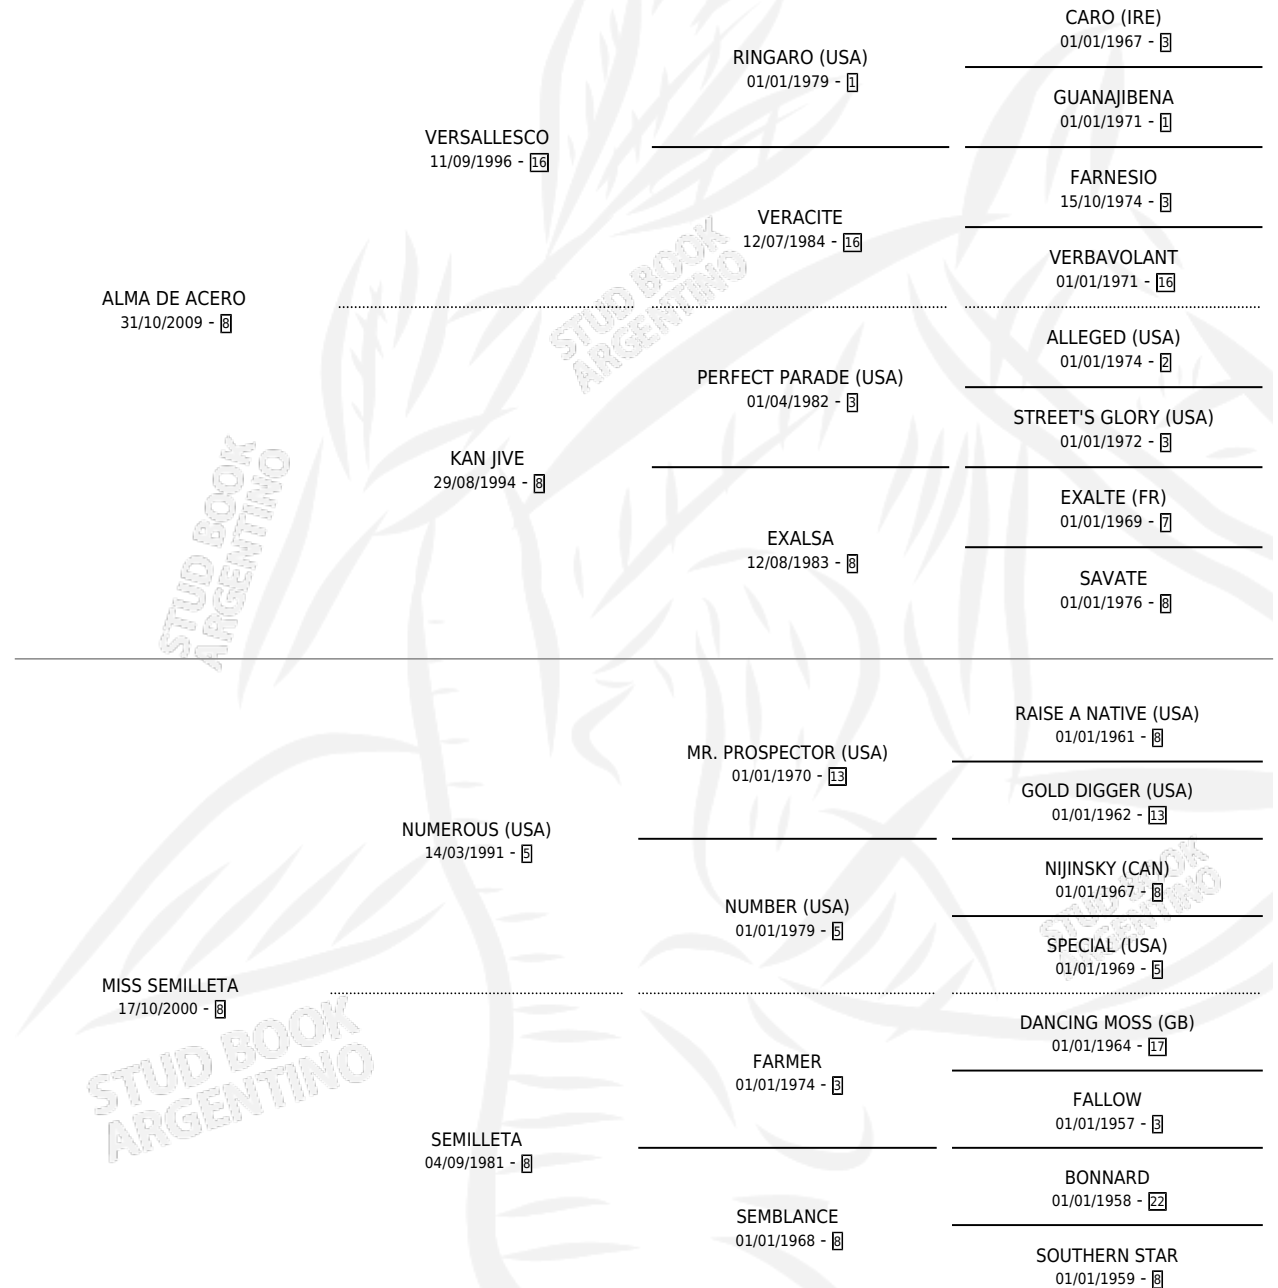 CARO (IRE)
01/01/1967 - 3
RINGARO (USA)
01/01/1979 - 1
GUANAJIBENA
01/01/1971 - 1
VERSALLESCO
11/09/1996 - 16
FARNESIO
15/10/1974 - 3
VERACITE
12/07/1984 - 16
VERBAVOLANT
01/01/1971 - 16
ALMA DE ACERO
31/10/2009 - 8
STUD BOOK
ARGENTINO
ALLEGED (USA)
01/01/1974 - 2
PERFECT PARADE (USA)
01/04/1982 - 3
STREET'S GLORY (USA)
01/01/1972 - 3
KAN JIVE
29/08/1994 - 8
EXALTE (FR)
01/01/1969 - 7
EXALSA
12/08/1983 - 8
SAVATE
01/01/1976 - 8
STUD BOOK
ARGENTINO
RAISE A NATIVE (USA)
01/01/1961 - 8
MR. PROSPECTOR (USA)
01/01/1970 - 13
GOLD DIGGER (USA)
01/01/1962 - 13
NUMEROUS (USA)
14/03/1991 - 5
NIJINSKY (CAN)
01/01/1967 - 8
NUMBER (USA)
01/01/1979 - 5
SPECIAL (USA)
01/01/1969 - 5
STUD BOOK
ARGENTINO
MISS SEMILLETA
17/10/2000 - 8
DANCING MOSS (GB)
01/01/1964 - 17
FARMER
01/01/1974 - 3
FALLOW
01/01/1957 - 3
SEMILLETA
04/09/1981 - 8
BONNARD
01/01/1958 - 22
SEMBLANCE
01/01/1968 - 8
SOUTHERN STAR
01/01/1959 - 8
STUD BOOK
ARGENTINO